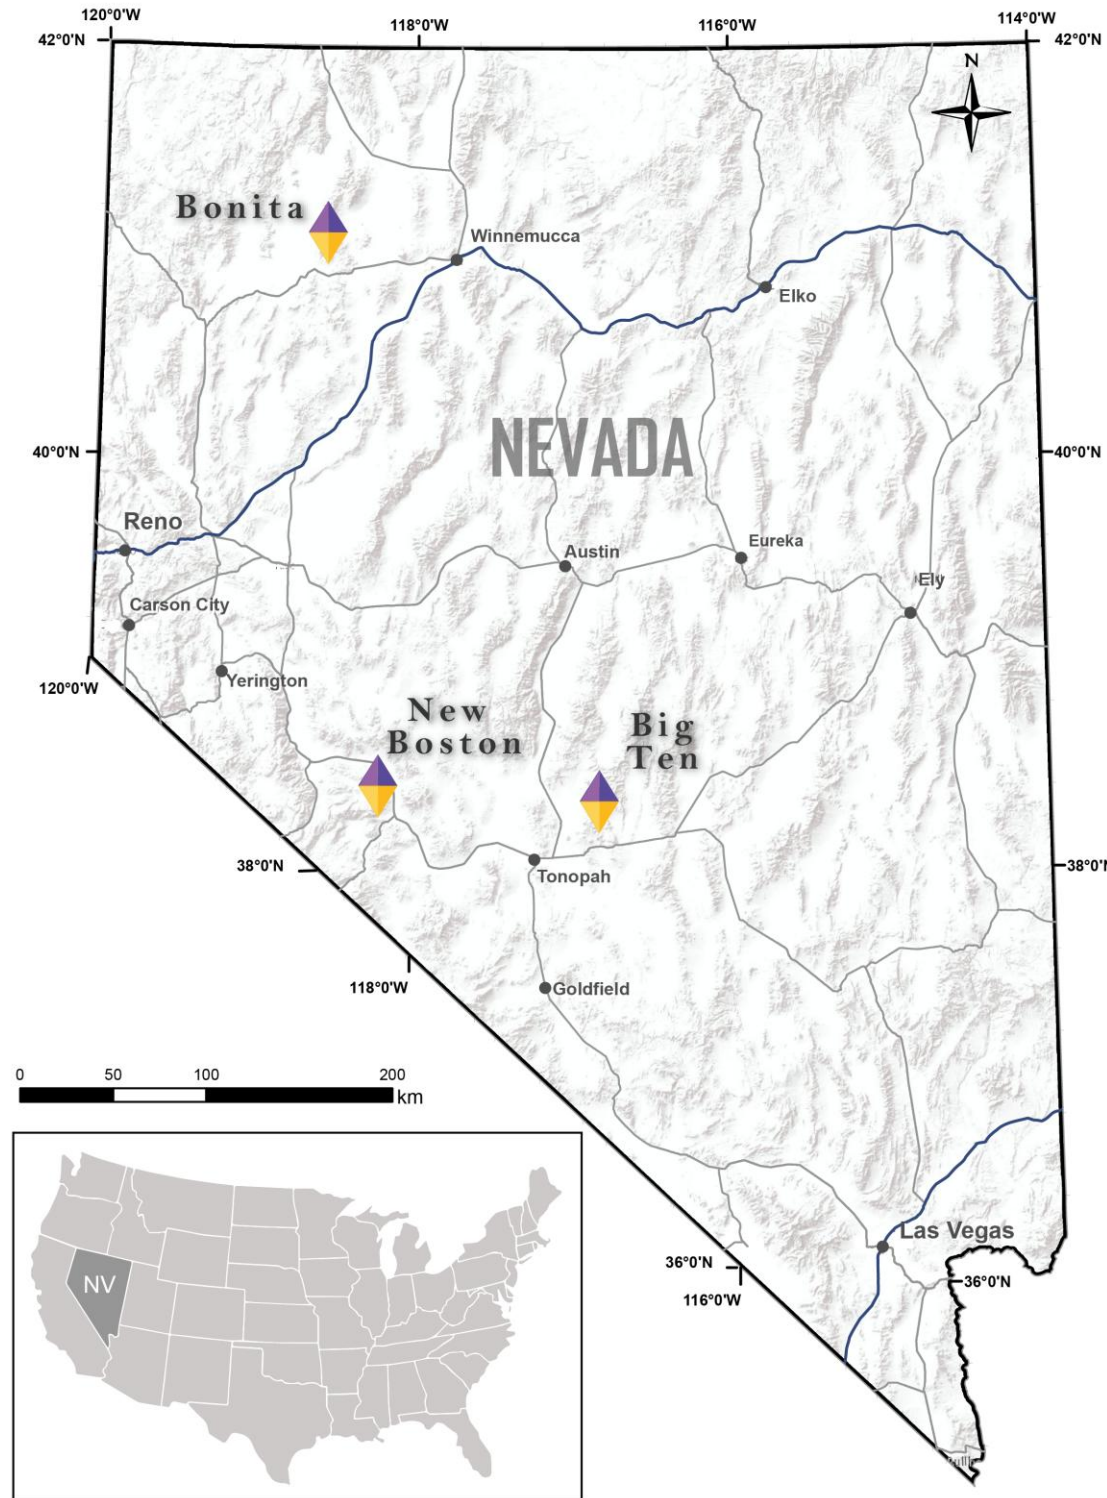 120°0'W
118°0'W
116°0'W
114°0'W
42°0'N
42°0'N
N
Bonita
Winnemucca
Elko
NEVADA
40°0'N
40°0'N
Reno
Austin
Eureka
Ely
Carson City
Yerington
120°0'W
New
Boston
Big
Ten
38°0'N
38°0'N
Tonopah
118°0'W
Goldfield
0 50 100 200
km
Las Vegas
36°0'N
36°0'N
116°0'W
NV